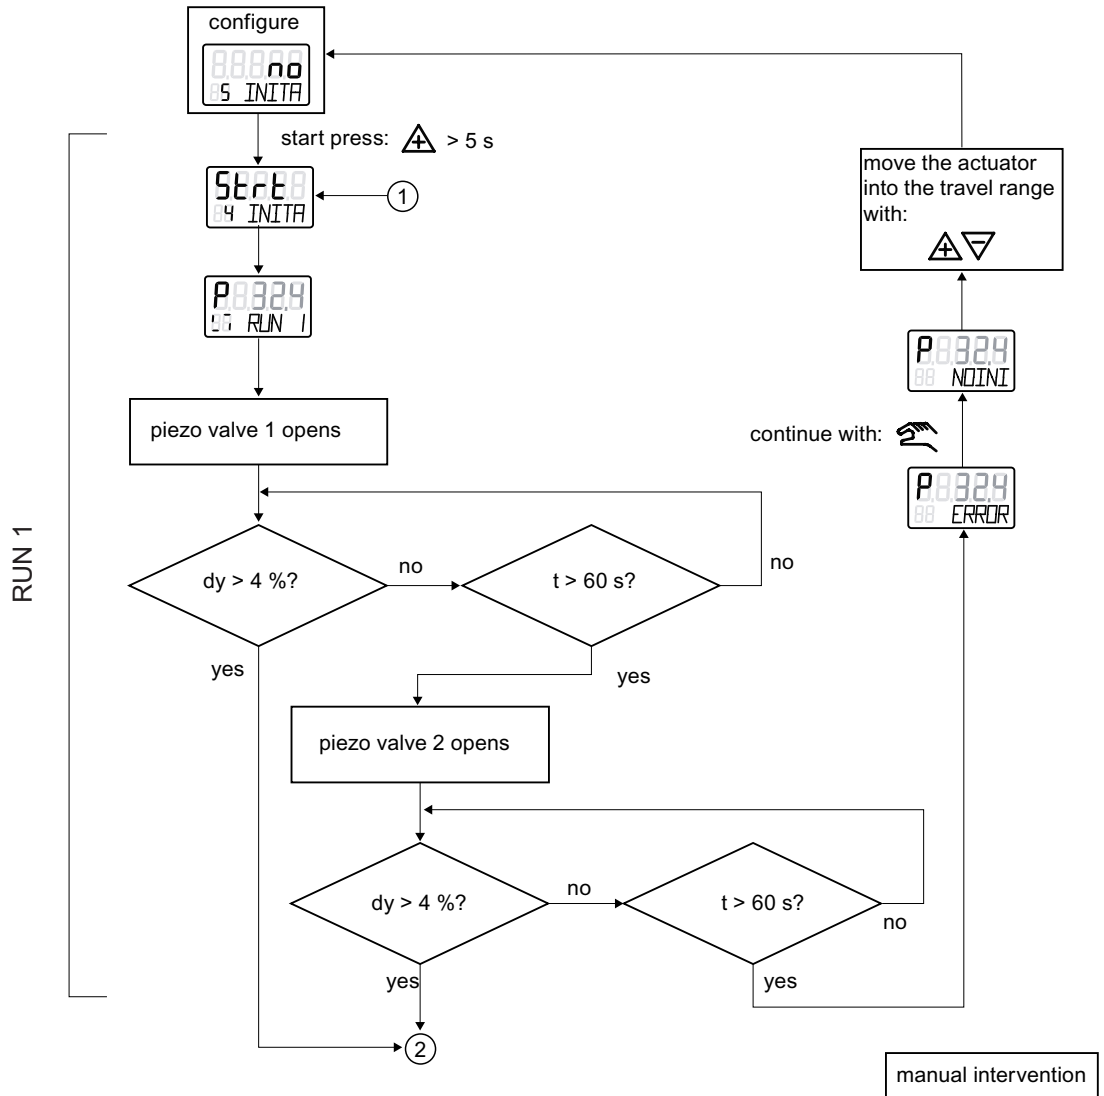 configure
no
5 INITA
start press: + > 5 s
Strt
4 INITA
1
P 32.4
RUN 1
piezo valve 1 opens
dy > 4 %?
no
t > 60 s?
no
yes
yes
piezo valve 2 opens
dy > 4 %?
no
t > 60 s?
no
yes
yes
2
RUN 1
move the actuator
into the travel range
with:
+ −
P 32.4
NOINI
continue with:
P 32.4
ERROR
manual intervention